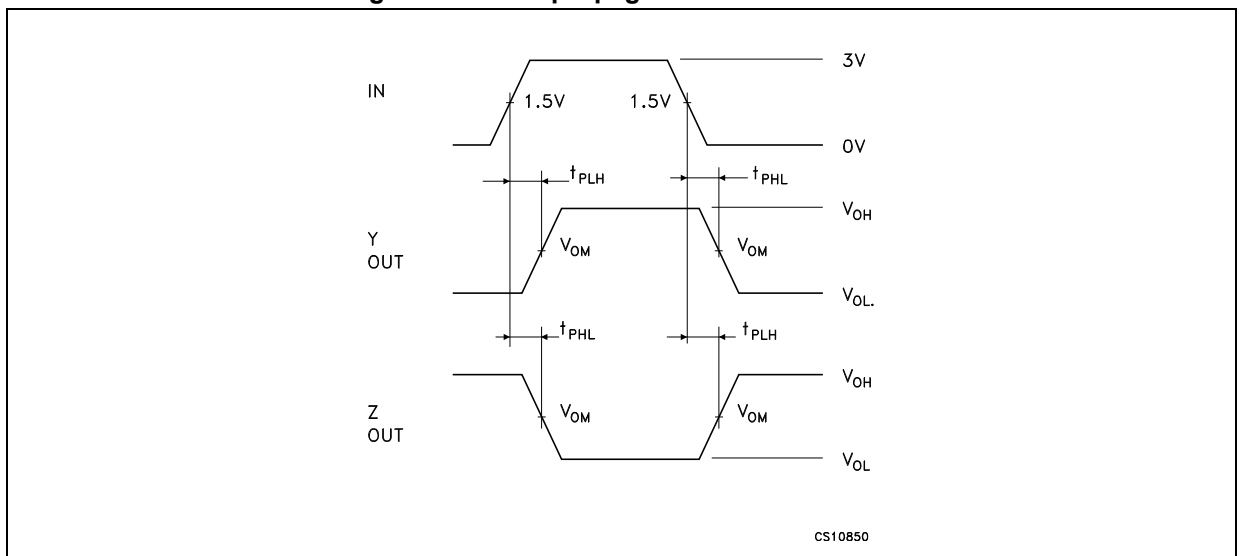 3V
IN
1.5V 1.5V
0V
tPLH tPHL
VOH
Y
OUT
VOM VOM
VOL.
tPHL tPLH
VOH
Z
OUT
VOM VOM
VOL
CS10850